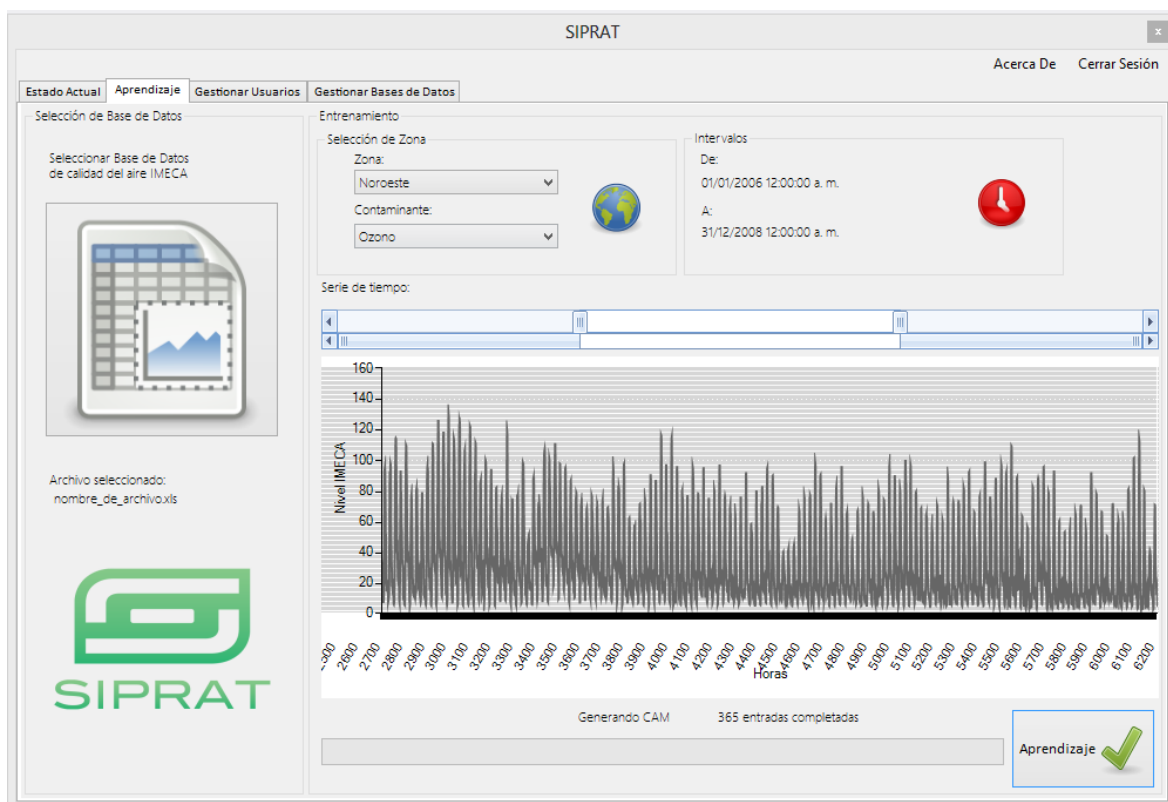 SIPRAT
x
Acerca De Cerrar Sesión
Estado Actual Aprendizaje Gestionar Usuarios Gestionar Bases de Datos
Selección de Base de Datos
Seleccionar Base de Datos
de calidad del aire IMECA
Archivo seleccionado:
nombre_de_archivo.xls
SIPRAT
Entrenamiento
Selección de Zona
Zona:
Noroeste
Contaminante:
Ozono
Intervalos
De:
01/01/2006 12:00:00 a. m.
A:
31/12/2008 12:00:00 a. m.
Serie de tiempo:
Nivel IMECA
160
140
120
100
80
60
40
20
0
2600 2700 2800 2900 3000 3100 3200 3300 3400 3500 3600 3700 3800 3900 4000 4100 4200 4300 4400 4500 4600 4700 4800 4900 5000 5100 5200 5300 5400 5500 5600 5700 5800 5900 6000 6100 6200
Horas
Generando CAM 365 entradas completadas
Aprendizaje